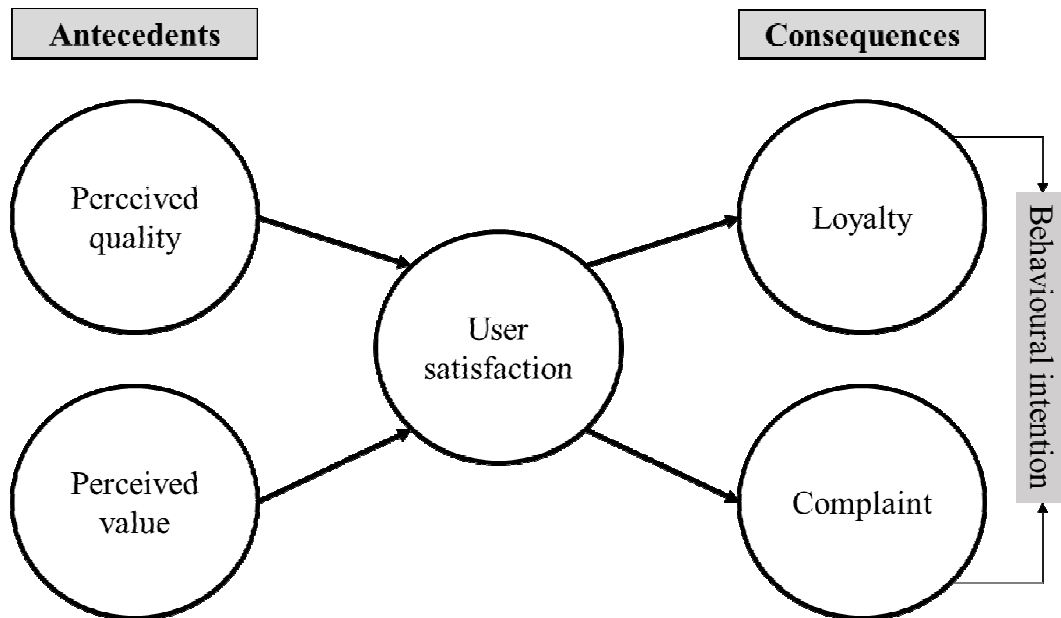 Antecedents
Consequences
Perceived
quality
Perceived
value
User
satisfaction
Loyalty
Complaint
Behavioural intention